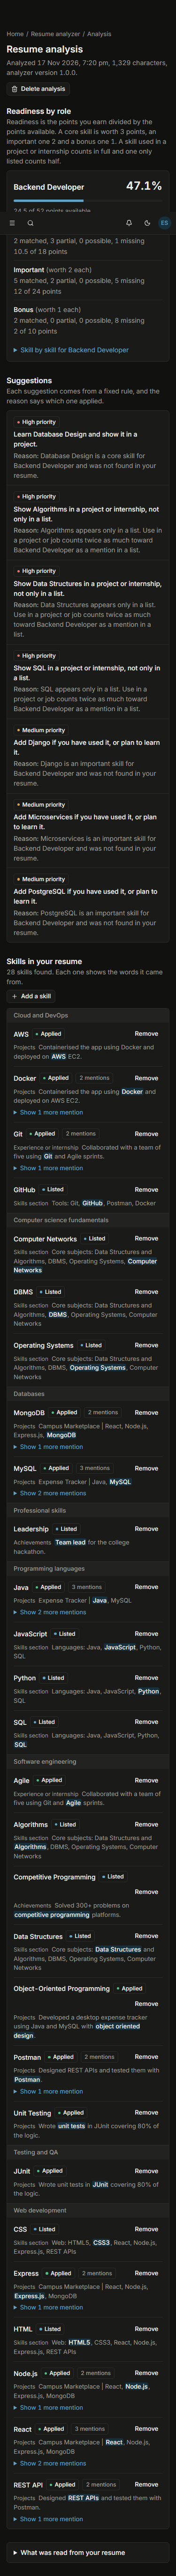 Home / Resume analyzer / Analysis
Resume analysis
Analyzed 17 Nov 2026, 7:20 pm, 1,329 characters,
analyzer version 1.0.0.
Delete analysis
Readiness by role
Readiness is the points you earned divided by the
points available. A core skill is worth 3 points, an
important one 2 and a bonus one 1. A skill used in a
project or internship counts in full and one only
listed counts half.
Backend Developer 47.1%
24.5 of 52 points available
ES
2 matched, 3 partial, 0 possible, 1 missing
10.5 of 18 points
Important (worth 2 each)
5 matched, 2 partial, 0 possible, 5 missing
12 of 24 points
Bonus (worth 1 each)
2 matched, 0 partial, 0 possible, 8 missing
2 of 10 points
Skill by skill for Backend Developer
Suggestions
Each suggestion comes from a fixed rule, and the
reason says which one applied.
High priority
Learn Database Design and show it in a
project.
Reason: Database Design is a core skill for
Backend Developer and was not found in your
resume.
High priority
Show Algorithms in a project or internship, not
only in a list.
Reason: Algorithms appears only in a list. Use in
a project or job counts twice as much toward
Backend Developer as a mention in a list.
High priority
Show Data Structures in a project or internship,
not only in a list.
Reason: Data Structures appears only in a list.
Use in a project or job counts twice as much
toward Backend Developer as a mention in a
list.
High priority
Show SQL in a project or internship, not only in
a list.
Reason: SQL appears only in a list. Use in a
project or job counts twice as much toward
Backend Developer as a mention in a list.
Medium priority
Add Django if you have used it, or plan to learn
it.
Reason: Django is an important skill for
Backend Developer and was not found in your
resume.
Medium priority
Add Microservices if you have used it, or plan
to learn it.
Reason: Microservices is an important skill for
Backend Developer and was not found in your
resume.
Medium priority
Add PostgreSQL if you have used it, or plan to
learn it.
Reason: PostgreSQL is an important skill for
Backend Developer and was not found in your
resume.
Skills in your resume
28 skills found. Each one shows the words it came
from.
Add a skill
Cloud and DevOps
AWS Applied Remove
Projects Containerised the app using Docker and
deployed on AWS EC2.
Docker Applied 2 mentions Remove
Projects Containerised the app using Docker and
deployed on AWS EC2.
Show 1 more mention
Git Applied 2 mentions Remove
Experience or internship Collaborated with a team of
five using Git and Agile sprints.
Show 1 more mention
GitHub Listed Remove
Skills section Tools: Git, GitHub, Postman, Docker
Computer science fundamentals
Computer Networks Listed Remove
Skills section Core subjects: Data Structures and
Algorithms, DBMS, Operating Systems, Computer
Networks
DBMS Listed Remove
Skills section Core subjects: Data Structures and
Algorithms, DBMS, Operating Systems, Computer
Networks
Operating Systems Listed Remove
Skills section Core subjects: Data Structures and
Algorithms, DBMS, Operating Systems, Computer
Networks
Databases
MongoDB Applied 2 mentions Remove
Projects Campus Marketplace | React, Node.js,
Express.js, MongoDB
Show 1 more mention
MySQL Applied 3 mentions Remove
Projects Expense Tracker | Java, MySQL
Show 2 more mentions
Professional skills
Leadership Listed Remove
Achievements Team lead for the college
hackathon.
Programming languages
Java Applied 3 mentions Remove
Projects Expense Tracker | Java, MySQL
Show 2 more mentions
JavaScript Listed Remove
Skills section Languages: Java, JavaScript, Python,
SQL
Python Listed Remove
Skills section Languages: Java, JavaScript, Python,
SQL
SQL Listed Remove
Skills section Languages: Java, JavaScript, Python,
SQL
Software engineering
Agile Applied Remove
Experience or internship Collaborated with a team of
five using Git and Agile sprints.
Algorithms Listed Remove
Skills section Core subjects: Data Structures and
Algorithms, DBMS, Operating Systems, Computer
Networks
Competitive Programming Listed
Remove
Achievements Solved 300+ problems on
competitive programming platforms.
Data Structures Listed Remove
Skills section Core subjects: Data Structures and
Algorithms, DBMS, Operating Systems, Computer
Networks
Object-Oriented Programming Applied
Remove
Projects Developed a desktop expense tracker
using Java and MySQL with object oriented
design.
Postman Applied 2 mentions Remove
Projects Designed REST APIs and tested them with
Postman.
Show 1 more mention
Unit Testing Applied Remove
Projects Wrote unit tests in JUnit covering 80% of
the logic.
Testing and QA
JUnit Applied Remove
Projects Wrote unit tests in JUnit covering 80% of
the logic.
Web development
CSS Listed Remove
Skills section Web: HTML5, CSS3, React, Node.js,
Express.js, REST APIs
Express Applied 2 mentions Remove
Projects Campus Marketplace | React, Node.js,
Express.js, MongoDB
Show 1 more mention
HTML Listed Remove
Skills section Web: HTML5, CSS3, React, Node.js,
Express.js, REST APIs
Node.js Applied 2 mentions Remove
Projects Campus Marketplace | React, Node.js,
Express.js, MongoDB
Show 1 more mention
React Applied 3 mentions Remove
Projects Campus Marketplace | React, Node.js,
Express.js, MongoDB
Show 2 more mentions
REST API Applied 2 mentions Remove
Projects Designed REST APIs and tested them with
Postman.
Show 1 more mention
What was read from your resume